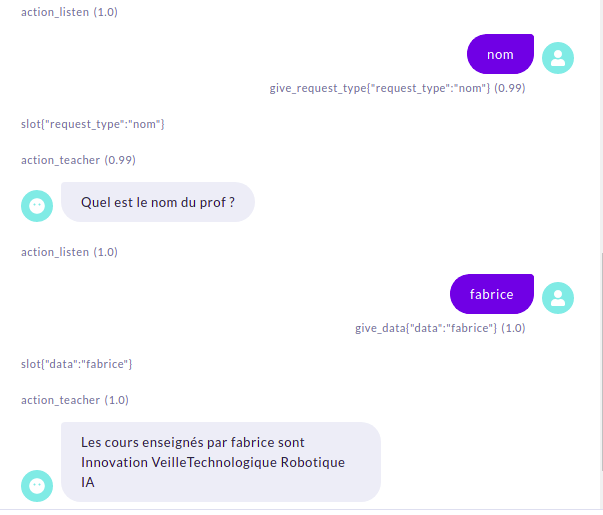 action_listen (1.0)
nom
give_request_type{"request_type":"nom"} (0.99)
slot{"request_type":"nom"}
action_teacher (0.99)
Quel est le nom du prof ?
action_listen (1.0)
fabrice
give_data{"data":"fabrice"} (1.0)
slot{"data":"fabrice"}
action_teacher (1.0)
Les cours enseignés par fabrice sont
Innovation VeilleTechnologique Robotique
IA